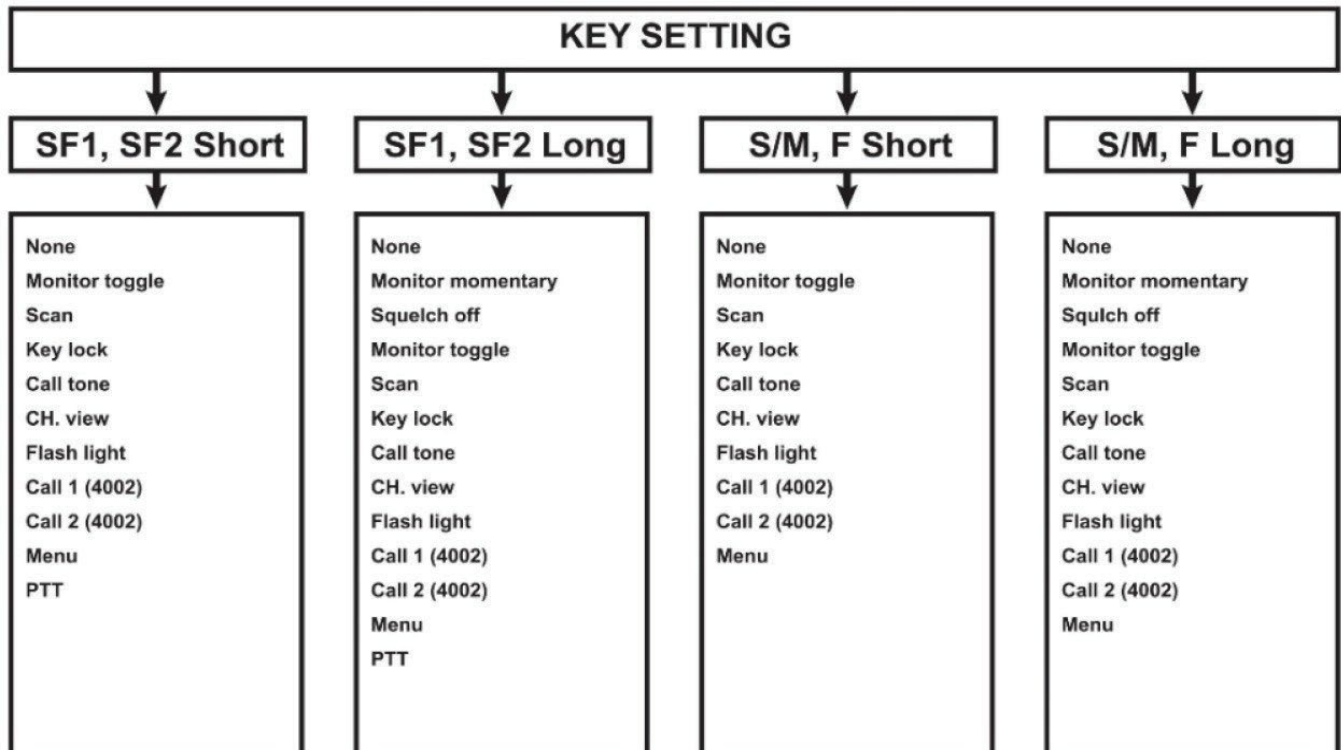 KEY SETTING
SF1, SF2 Short
None
Monitor toggle
Scan
Key lock
Call tone
CH. view
Flash light
Call 1 (4002)
Call 2 (4002)
Menu
PTT
SF1, SF2 Long
None
Monitor momentary
Squelch off
Monitor toggle
Scan
Key lock
Call tone
CH. view
Flash light
Call 1 (4002)
Call 2 (4002)
Menu
PTT
S/M, F Short
None
Monitor toggle
Scan
Key lock
Call tone
CH. view
Flash light
Call 1 (4002)
Call 2 (4002)
Menu
S/M, F Long
None
Monitor momentary
Squlch off
Monitor toggle
Scan
Key lock
Call tone
CH. view
Flash light
Call 1 (4002)
Call 2 (4002)
Menu